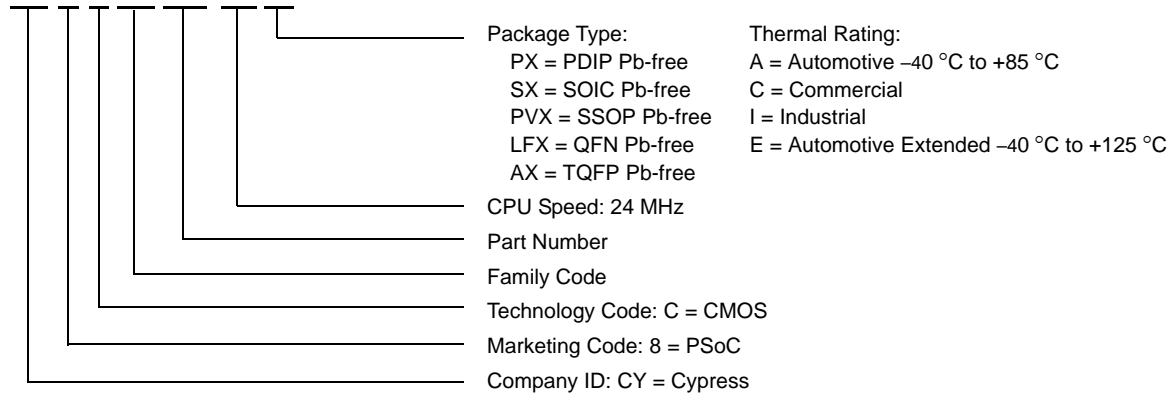 Package Type: Thermal Rating:
PX = PDIP Pb-free A = Automotive –40 °C to +85 °C
SX = SOIC Pb-free C = Commercial
PVX = SSOP Pb-free I = Industrial
LFX = QFN Pb-free E = Automotive Extended –40 °C to +125 °C
AX = TQFP Pb-free
CPU Speed: 24 MHz
Part Number
Family Code
Technology Code: C = CMOS
Marketing Code: 8 = PSoC
Company ID: CY = Cypress